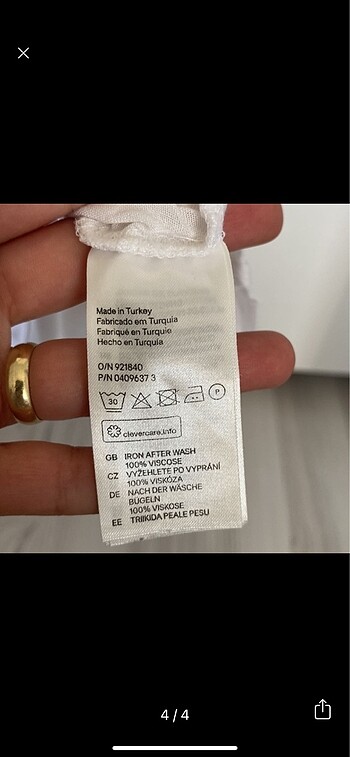 Made in Turkey
Fabricado em Turquia
Fabriqué en Turquie
Hecho en Turquía
O/N 921840
P/N 0409637 3
30
P
clevercare.info
GB IRON AFTER WASH
100% VISCOSE
CZ VYŽEHLETE PO VYPRÁNÍ
100% VISKÓZA
DE NACH DER WÄSCHE
BÜGELN
100% VISKOSE
EE TRIIKIDA PEALE PESU
4 / 4